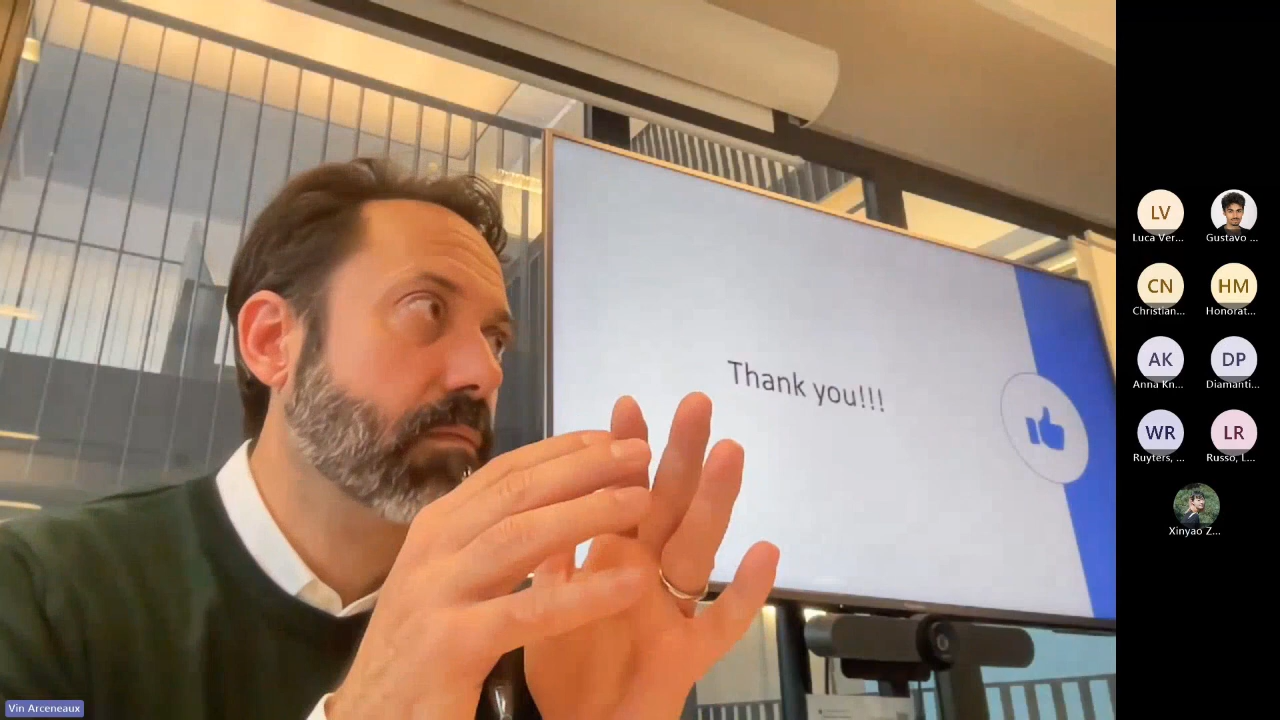 Thank you!!!
LV
Luca Ver...
Gustavo ...
CN
Christian...
HM
Honorat...
AK
Anna Kn...
DP
Diamanti...
WR
Ruyters, ...
LR
Russo, L...
Xinyao Z...
Vin Arceneaux